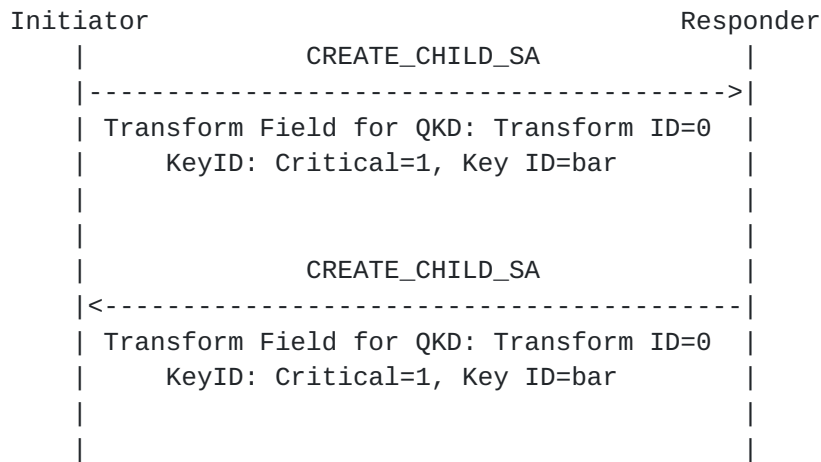 Initiator                                  Responder
    |              CREATE_CHILD_SA             |
    |----------------------------------------->|
    | Transform Field for QKD: Transform ID=0  |
    |     KeyID: Critical=1, Key ID=bar        |
    |                                          |
    |                                          |
    |              CREATE_CHILD_SA             |
    |<-----------------------------------------|
    | Transform Field for QKD: Transform ID=0  |
    |     KeyID: Critical=1, Key ID=bar        |
    |                                          |
    |                                          |